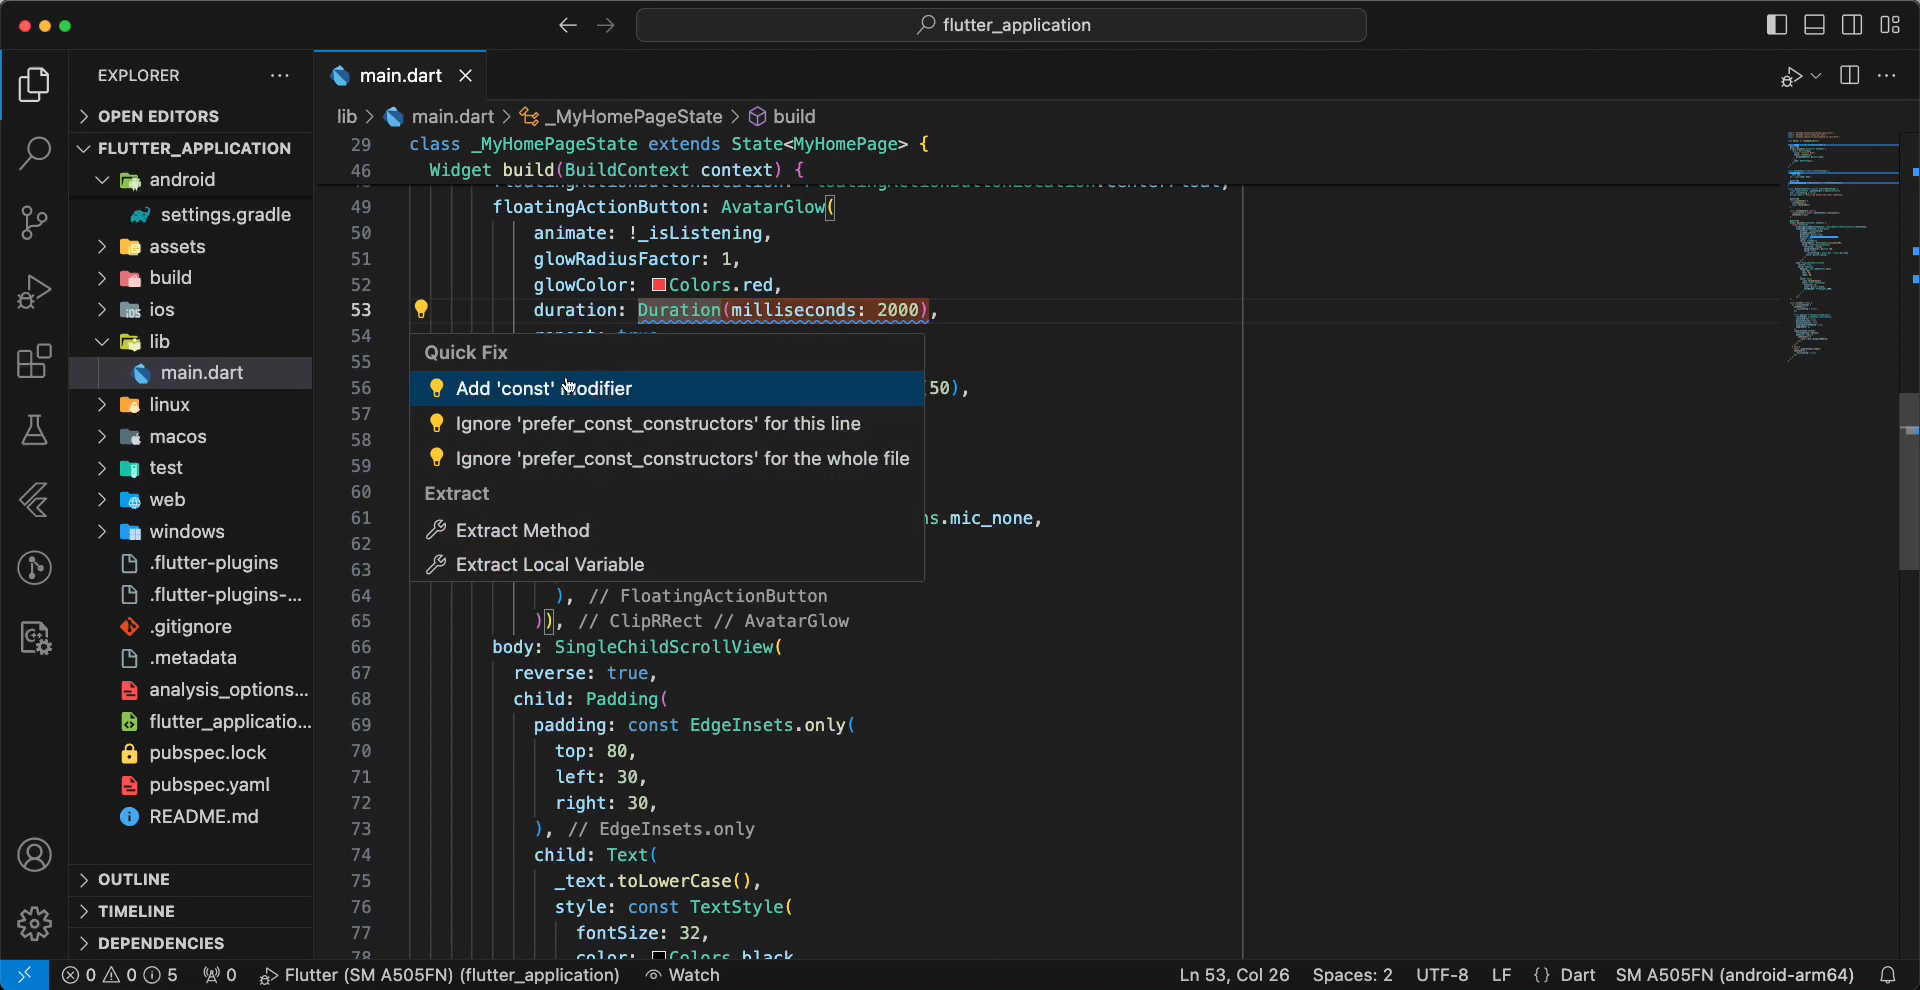 flutter_application
EXPLORER
main.dart
OPEN EDITORS
lib > main.dart > _MyHomePageState > build
FLUTTER_APPLICATION
android
settings.gradle
assets
build
ios
lib
main.dart
linux
macos
test
web
windows
.flutter-plugins
.flutter-plugins-...
.gitignore
.metadata
analysis_options...
flutter_applicatio...
pubspec.lock
pubspec.yaml
README.md
OUTLINE
TIMELINE
DEPENDENCIES
29 class _MyHomePageState extends State<MyHomePage> {
46 Widget build(BuildContext context) {
49 floatingActionButton: AvatarGlow(
50 animate: !_isListening,
51 glowRadiusFactor: 1,
52 glowColor: Colors.red,
53 duration: Duration(milliseconds: 2000),
54
Quick Fix
55
56 Add 'const' modifier (50),
57 Ignore 'prefer_const_constructors' for this line
58
59 Ignore 'prefer_const_constructors' for the whole file
60 Extract
61 Extract Method ns.mic_none,
62
63 Extract Local Variable
64 ), // FloatingActionButton
65 )), // ClipRRect // AvatarGlow
66 body: SingleChildScrollView(
67 reverse: true,
68 child: Padding(
69 padding: const EdgeInsets.only(
70 top: 80,
71 left: 30,
72 right: 30,
73 ), // EdgeInsets.only
74 child: Text(
75 _text.toLowerCase(),
76 style: const TextStyle(
77 fontSize: 32,
78 color: Colors.black
0 0 5 0 Flutter (SM A505FN) (flutter_application) Watch Ln 53, Col 26 Spaces: 2 UTF-8 LF {} Dart SM A505FN (android-arm64)